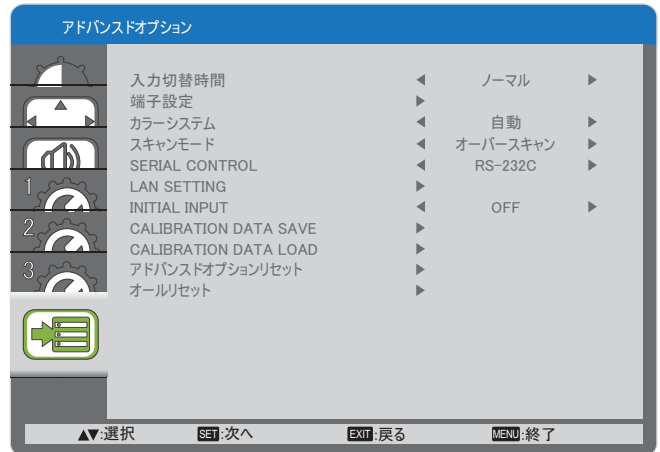 アドバンスドオプション
入力切替時間 ◀ ノーマル ▶
端子設定 ▶
カラーシステム ◀ 自動 ▶
スキャンモード ◀ オーバースキャン ▶
SERIAL CONTROL ◀ RS-232C ▶
LAN SETTING ▶
INITIAL INPUT ◀ OFF ▶
CALIBRATION DATA SAVE ▶
CALIBRATION DATA LOAD ▶
アドバンスドオプションリセット ▶
オールリセット ▶
1
2
3
▲▼:選択 SET:次へ EXIT:戻る MENU:終了